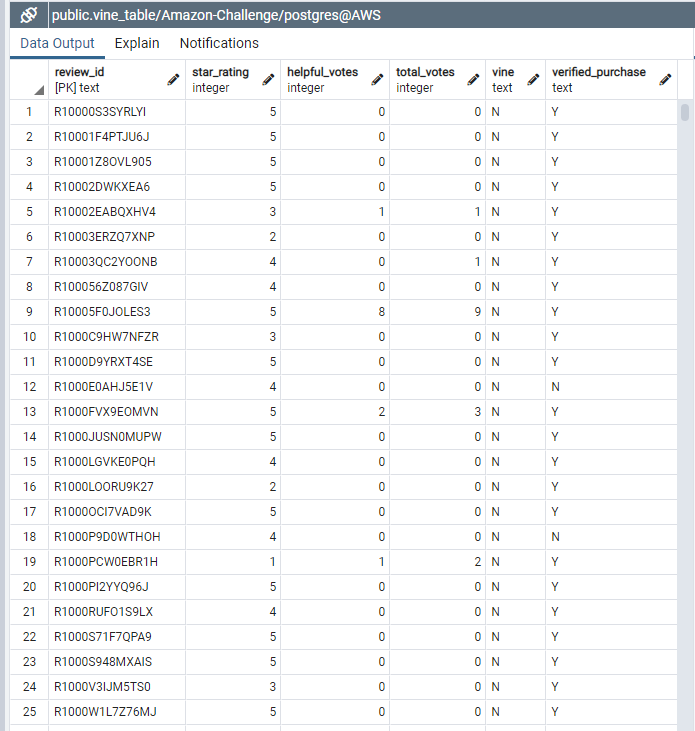 public.vine_table/Amazon-Challenge/postgres@AWS
Data Output Explain Notifications
review_id star_rating helpful_votes total_votes vine verified_purchase
[PK] text integer integer integer text text
1 R10000S3SYRLYI 5 0 0 N Y
2 R10001F4PTJU6J 5 0 0 N Y
3 R10001Z8OVL905 5 0 0 N Y
4 R10002DWKXEA6 5 0 0 N Y
5 R10002EABQXHV4 3 1 1 N Y
6 R10003ERZQ7XNP 2 0 0 N Y
7 R10003QC2YOONB 4 0 1 N Y
8 R100056Z087GIV 4 0 0 N Y
9 R10005F0JOLES3 5 8 9 N Y
10 R1000C9HW7NFZR 3 0 0 N Y
11 R1000D9YRXT4SE 5 0 0 N Y
12 R1000E0AHJ5E1V 4 0 0 N N
13 R1000FVX9EOMVN 5 2 3 N Y
14 R1000JUSN0MUPW 5 0 0 N Y
15 R1000LGVKE0PQH 4 0 0 N Y
16 R1000LOORU9K27 2 0 0 N Y
17 R1000OCI7VAD9K 5 0 0 N Y
18 R1000P9D0WTHOH 4 0 0 N N
19 R1000PCW0EBR1H 1 1 2 N Y
20 R1000PI2YYQ96J 5 0 0 N Y
21 R1000RUFO1S9LX 4 0 0 N Y
22 R1000S71F7QPA9 5 0 0 N Y
23 R1000S948MXAIS 5 0 0 N Y
24 R1000V3IJM5TS0 3 0 0 N Y
25 R1000W1L7Z76MJ 5 0 0 N Y